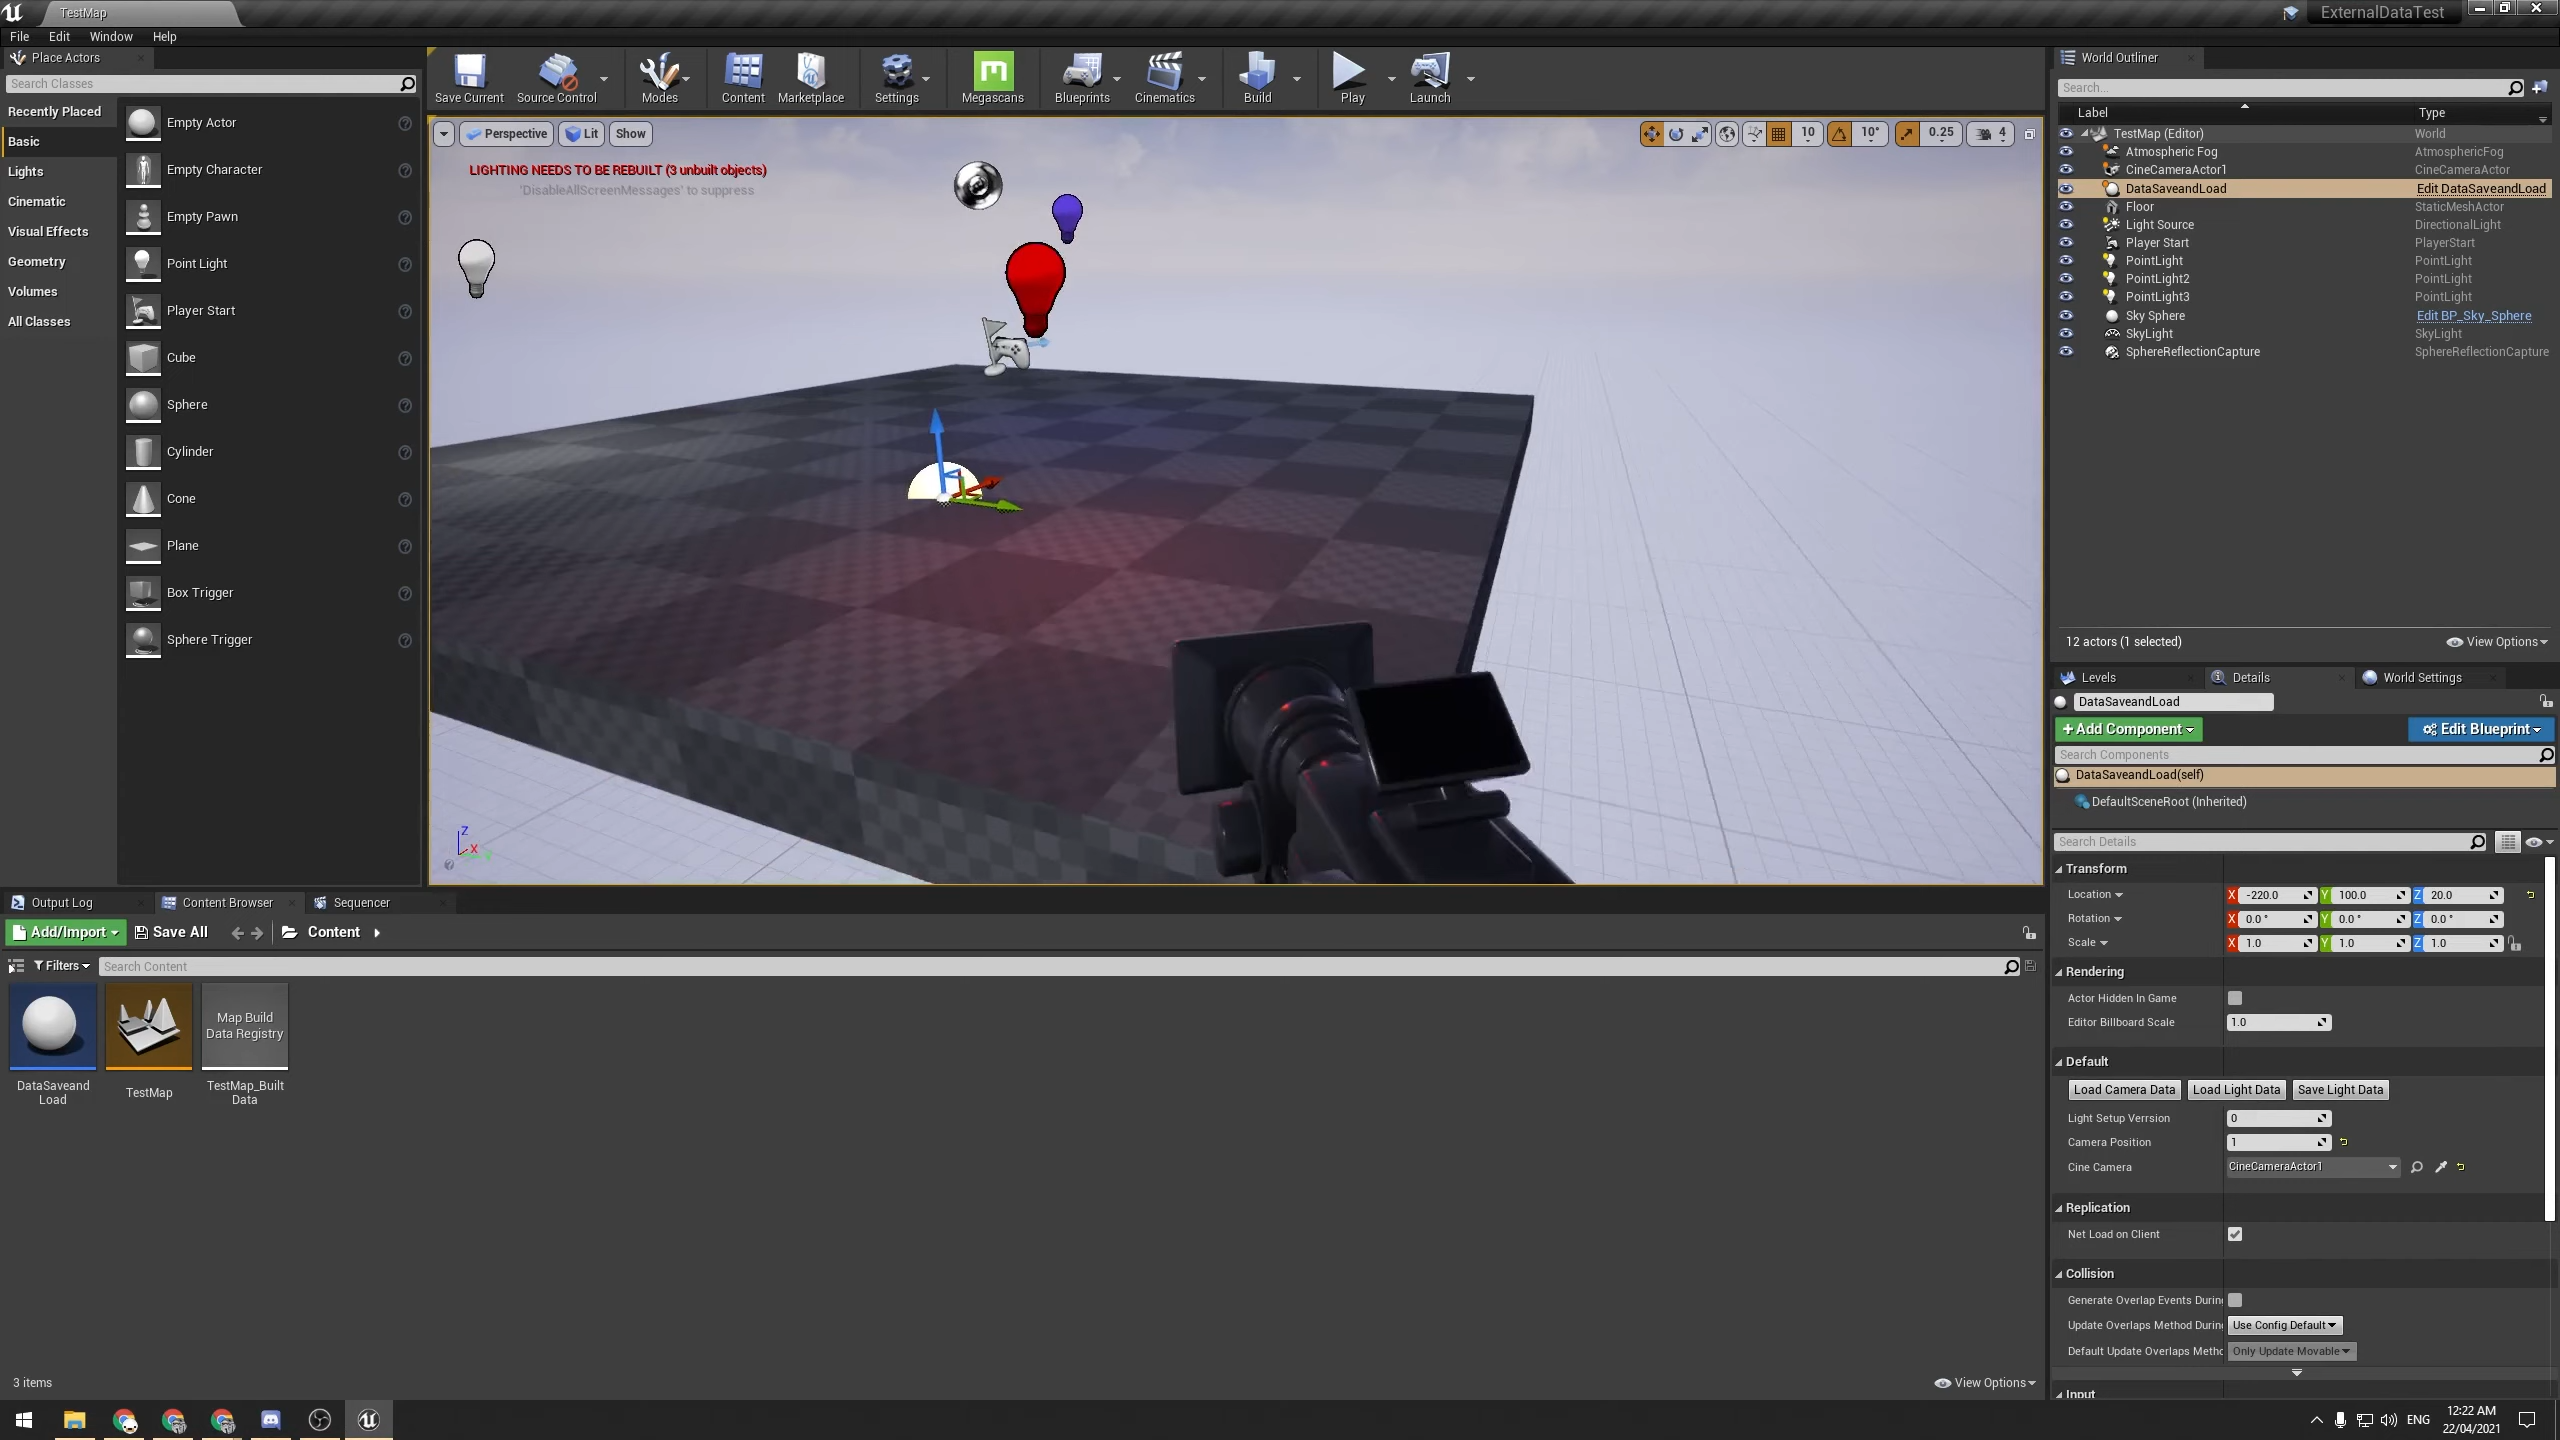 TestMap
ExternalDataTest
File Edit Window Help
Place Actors
Search Classes
Recently Placed
Basic
Lights
Cinematic
Visual Effects
Geometry
Volumes
All Classes
Empty Actor
Empty Character
Empty Pawn
Point Light
Player Start
Cube
Sphere
Cylinder
Cone
Plane
Box Trigger
Sphere Trigger
Save Current Source Control Modes Content Marketplace Settings Megascans Blueprints Cinematics Build Play Launch
Perspective Lit Show
10 10° 0.25 4
LIGHTING NEEDS TO BE REBUILT (3 unbuilt objects)
'DisableAllScreenMessages' to suppress
Z
X
Y
World Outliner
Search...
Label Type
TestMap (Editor) World
Atmospheric Fog AtmosphericFog
CineCameraActor1 CineCameraActor
DataSaveandLoad Edit DataSaveandLoad
Floor StaticMeshActor
Light Source DirectionalLight
Player Start PlayerStart
PointLight PointLight
PointLight2 PointLight
PointLight3 PointLight
Sky Sphere Edit BP_Sky_Sphere
SkyLight SkyLight
SphereReflectionCapture SphereReflectionCapture
12 actors (1 selected) View Options
Levels Details World Settings
DataSaveandLoad
+Add Component Edit Blueprint
Search Components
DataSaveandLoad(self)
DefaultSceneRoot (Inherited)
Search Details
Transform
Location X -220.0 Y 100.0 Z 20.0
Rotation X 0.0 ° Y 0.0 ° Z 0.0 °
Scale X 1.0 Y 1.0 Z 1.0
Rendering
Actor Hidden In Game
Editor Billboard Scale 1.0
Default
Load Camera Data Load Light Data Save Light Data
Light Setup Verrsion 0
Camera Position 1
Cine Camera CineCameraActor1
Replication
Net Load on Client
Collision
Generate Overlap Events During
Update Overlaps Method During Use Config Default
Default Update Overlaps Metho Only Update Movable
Input
Output Log Content Browser Sequencer
Add/Import Save All Content
Filters Search Content
DataSaveand
Load
TestMap
Map Build
Data Registry
TestMap_Built
Data
3 items View Options
ENG
12:22 AM
22/04/2021